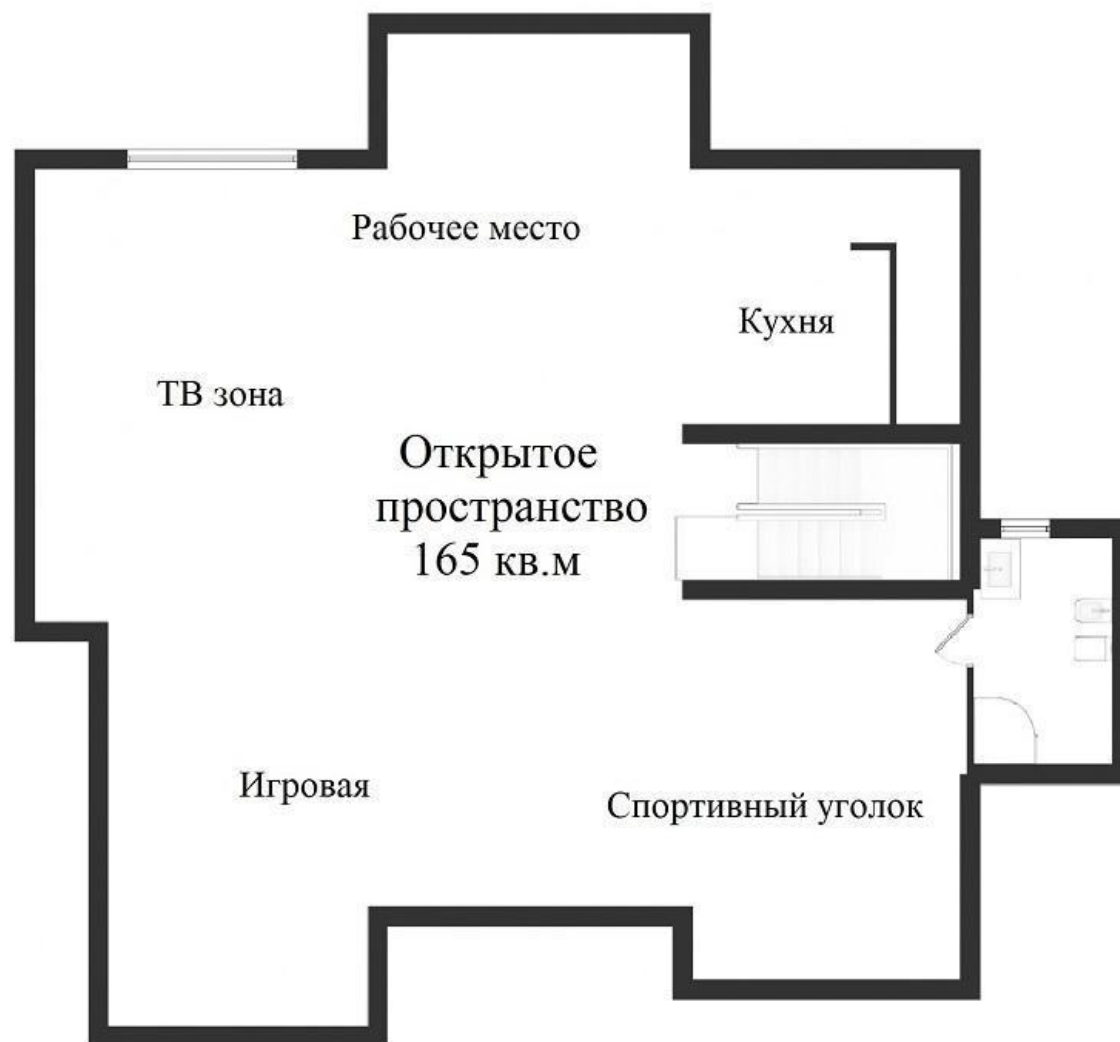 Рабочее место
Кухня
ТВ зона
Открытое
пространство
165 кв.м
Игровая
Спортивный уголок